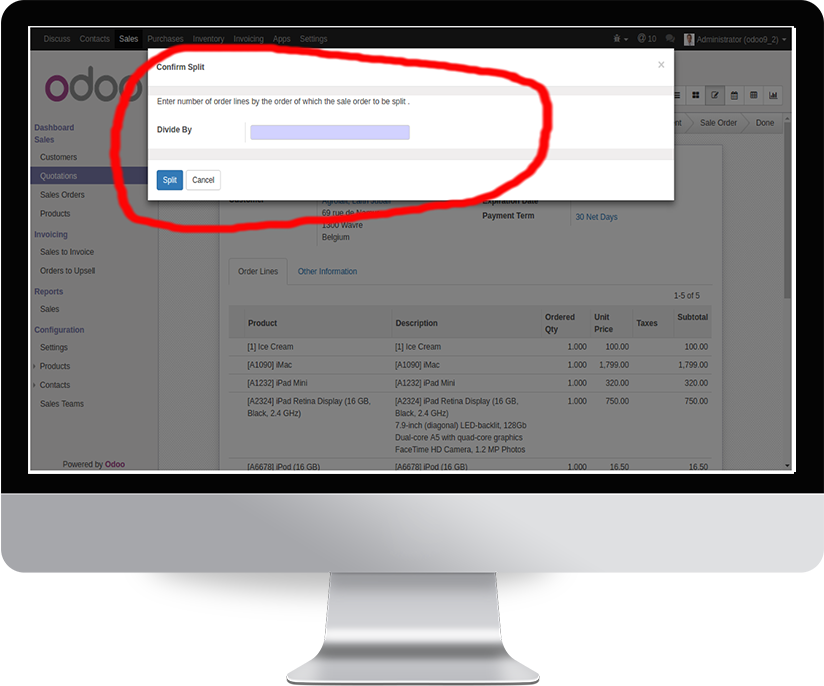 Discuss Contacts Sales Purchases Inventory Invoicing Apps Settings 10 Administrator (odoo9_2)
odoo
Confirm Split
×
Enter number of order lines by the order of which the sale order to be split .
Divide By
Split Cancel
Sale Order Done
Dashboard
Sales
Customers
Quotations
Sales Orders
Products
Invoicing
Sales to Invoice
Orders to Upsell
Reports
Sales
Configuration
Settings
Products
Contacts
Sales Teams
Powered by Odoo
69 rue de
1300 Wavre
Belgium
Payment Term 30 Net Days
Order Lines Other Information
1-5 of 5
Product Description Ordered Qty Unit Price Taxes Subtotal
[1] Ice Cream [1] Ice Cream 1.000 100.00 100.00
[A1090] iMac [A1090] iMac 1.000 1,799.00 1,799.00
[A1232] iPad Mini [A1232] iPad Mini 1.000 320.00 320.00
[A2324] iPad Retina Display (16 GB, [A2324] iPad Retina Display (16 GB, 1.000 750.00 750.00
Black, 2.4 GHz) Black, 2.4 GHz)
7.9-inch (diagonal) LED-backlit, 128Gb
Dual-core A5 with quad-core graphics
FaceTime HD Camera, 1.2 MP Photos
[A6678] iPod (16 GB) [A6678] iPod (16 GB) 1.000 16.50 16.50